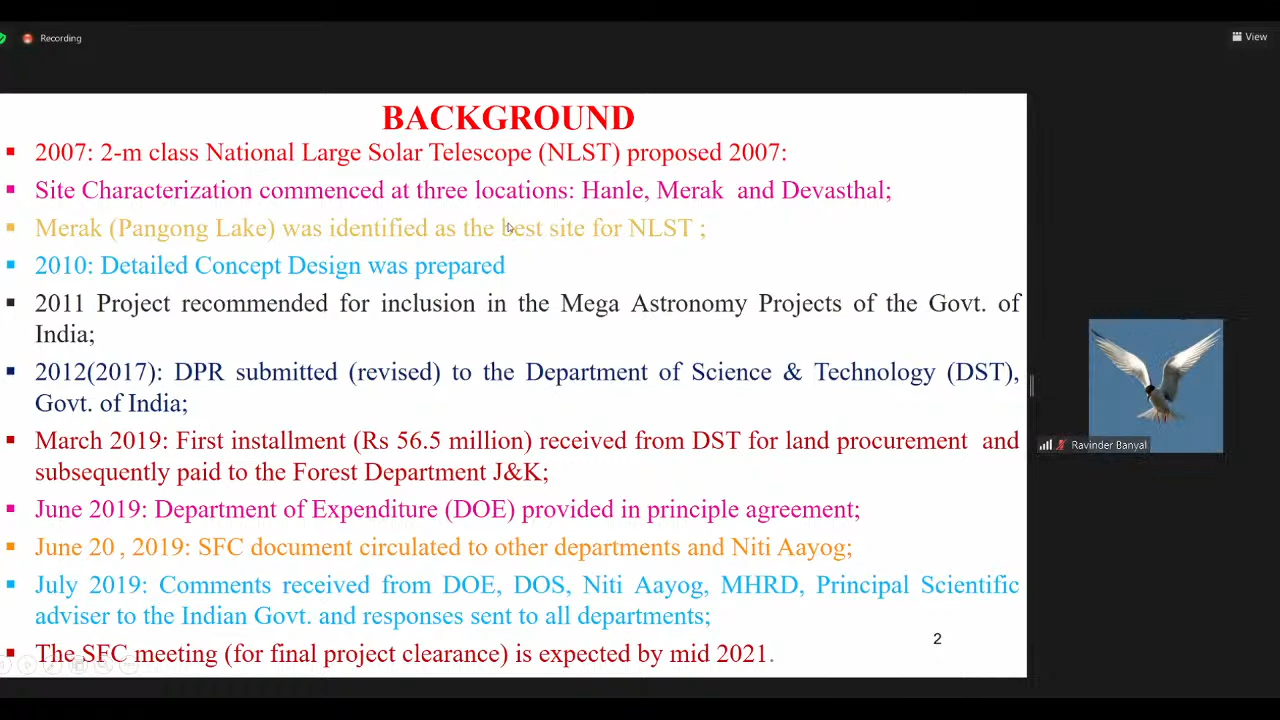 Recording
View
BACKGROUND
2007: 2-m class National Large Solar Telescope (NLST) proposed 2007:
Site Characterization commenced at three locations: Hanle, Merak and Devasthal;
Merak (Pangong Lake) was identified as the best site for NLST ;
2010: Detailed Concept Design was prepared
2011 Project recommended for inclusion in the Mega Astronomy Projects of the Govt. of
India;
2012(2017): DPR submitted (revised) to the Department of Science & Technology (DST),
Govt. of India;
March 2019: First installment (Rs 56.5 million) received from DST for land procurement and
subsequently paid to the Forest Department J&K;
June 2019: Department of Expenditure (DOE) provided in principle agreement;
June 20 , 2019: SFC document circulated to other departments and Niti Aayog;
July 2019: Comments received from DOE, DOS, Niti Aayog, MHRD, Principal Scientific
adviser to the Indian Govt. and responses sent to all departments;
The SFC meeting (for final project clearance) is expected by mid 2021.
2
Ravinder Banyal